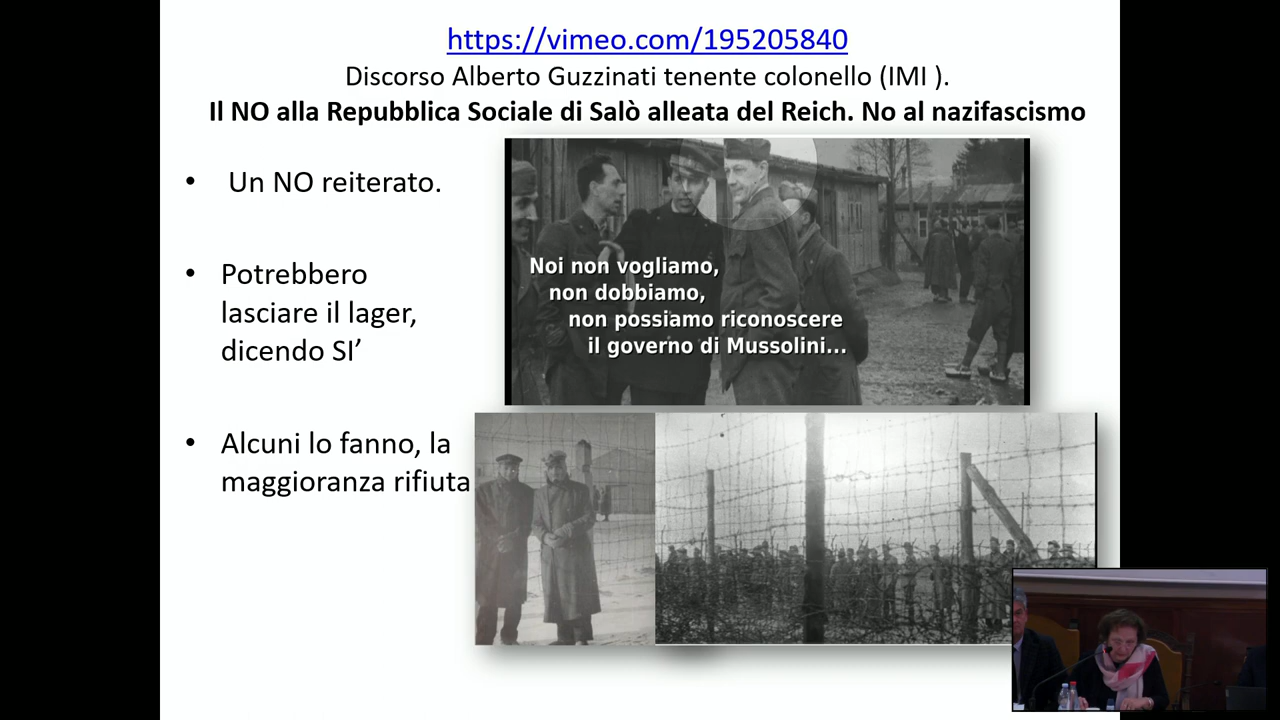 https://vimeo.com/195205840
Discorso Alberto Guzzinati tenente colonello (IMI ).
Il NO alla Repubblica Sociale di Salò alleata del Reich. No al nazifascismo
• Un NO reiterato.
• Potrebbero
lasciare il lager,
dicendo SI’
• Alcuni lo fanno, la
maggioranza rifiuta
Noi non vogliamo,
non dobbiamo,
non possiamo riconoscere
il governo di Mussolini...